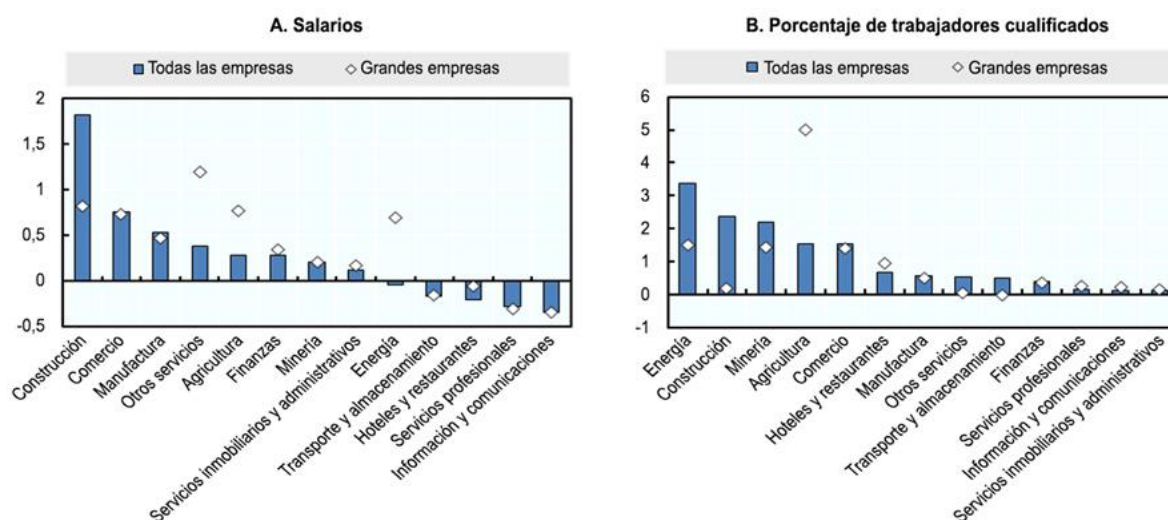 A. Salarios
Todas las empresas
Grandes empresas
2
1,5
1
0,5
0
-0,5
Construcción
Comercio
Manufactura
Otros servicios
Agricultura
Finanzas
Minería
Servicios inmobiliarios y administrativos
Energía
Transporte y almacenamiento
Hoteles y restaurantes
Servicios profesionales
Información y comunicaciones
B. Porcentaje de trabajadores cualificados
Todas las empresas
Grandes empresas
6
5
4
3
2
1
0
-1
Energía
Construcción
Minería
Agricultura
Comercio
Hoteles y restaurantes
Manufactura
Otros servicios
Transporte y almacenamiento
Finanzas
Servicios profesionales
Información y comunicaciones
Servicios inmobiliarios y administrativos